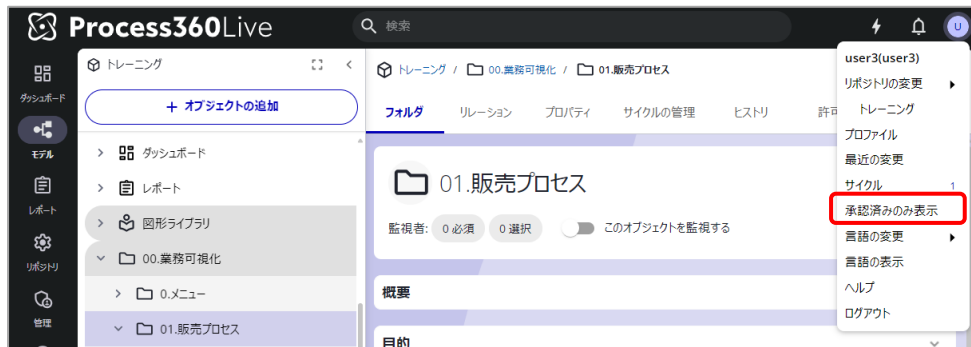 Process360Live
検索
U
ダッシュボード
モデル
レポート
リポジトリ
管理
トレーニング
+ オブジェクトの追加
ダッシュボード
レポート
図形ライブラリ
00.業務可視化
0.メニュー
01.販売プロセス
トレーニング / 00.業務可視化 / 01.販売プロセス
フォルダ リレーション プロパティ サイクルの管理 ヒストリ 許可
01.販売プロセス
監視者: 0 必須 0 選択 このオブジェクトを監視する
概要
目的
user3(user3)
リポジトリの変更
トレーニング
プロファイル
最近の変更
サイクル 1
承認済みのみ表示
言語の変更
言語の表示
ヘルプ
ログアウト